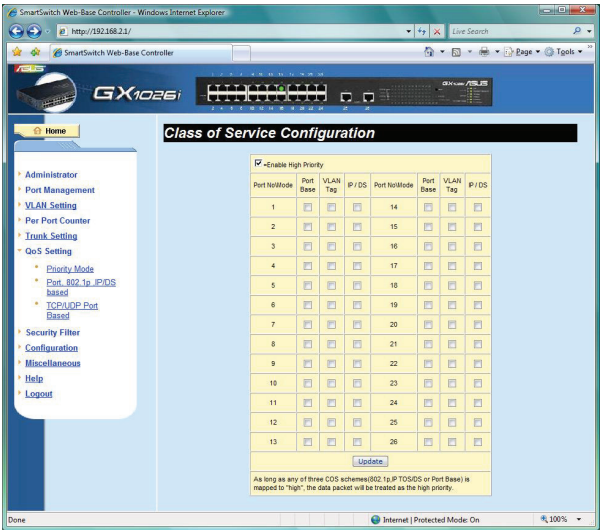 SmartSwitch Web-Base Controller - Windows Internet Explorer
http://192.168.2.1/
Live Search
SmartSwitch Web-Base Controller
Page
Tools
ASUS
GX1026i
ASUS
Home
Class of Service Configuration
Administrator
Port Management
VLAN Setting
Per Port Counter
Trunk Setting
QoS Setting
Priority Mode
Port, 802.1p ,IP/DS based
TCP/UDP Port Based
Security Filter
Configuration
Miscellaneous
Help
Logout
-Enable High Priority
Port No\Mode Port Base VLAN Tag IP / DS Port No\Mode Port Base VLAN Tag IP / DS
1 14
2 15
3 16
4 17
5 18
6 19
7 20
8 21
9 22
10 23
11 24
12 25
13 26
Update
As long as any of three COS schemes(802.1p,IP TOS/DS or Port Base) is
mapped to "high", the data packet will be treated as the high priority.
Done
Internet | Protected Mode: On
100%